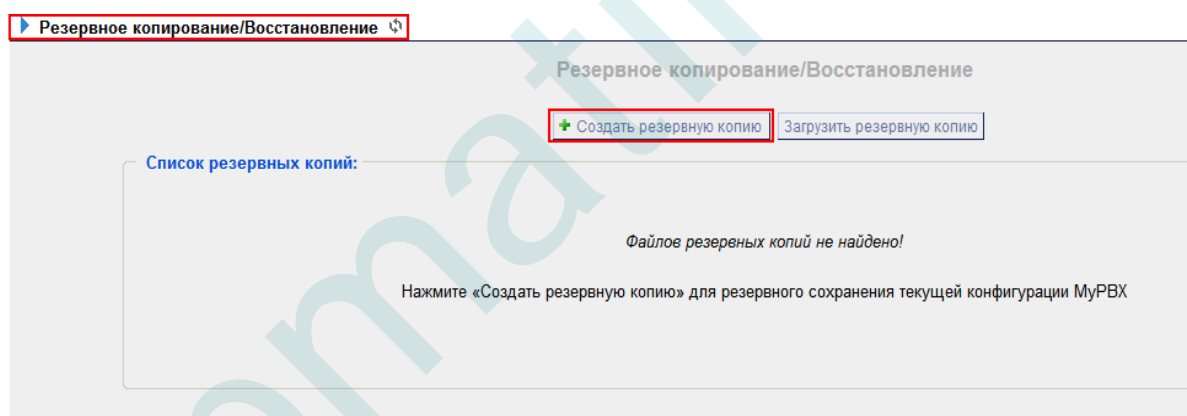 Резервное копирование/Восстановление
Резервное копирование/Восстановление
Создать резервную копию Загрузить резервную копию
Список резервных копий:
Файлов резервных копий не найдено!
Нажмите «Создать резервную копию» для резервного сохранения текущей конфигурации MyPBX